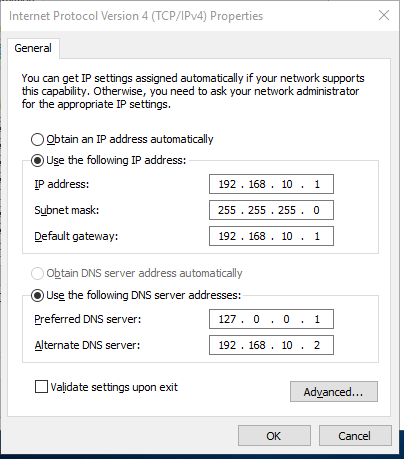 Internet Protocol Version 4 (TCP/IPv4) Properties
General
You can get IP settings assigned automatically if your network supports
this capability. Otherwise, you need to ask your network administrator
for the appropriate IP settings.
Obtain an IP address automatically
Use the following IP address:
IP address: 192 . 168 . 10 . 1
Subnet mask: 255 . 255 . 255 . 0
Default gateway: 192 . 168 . 10 . 1
Obtain DNS server address automatically
Use the following DNS server addresses:
Preferred DNS server: 127 . 0 . 0 . 1
Alternate DNS server: 192 . 168 . 10 . 2
Validate settings upon exit
Advanced...
OK Cancel